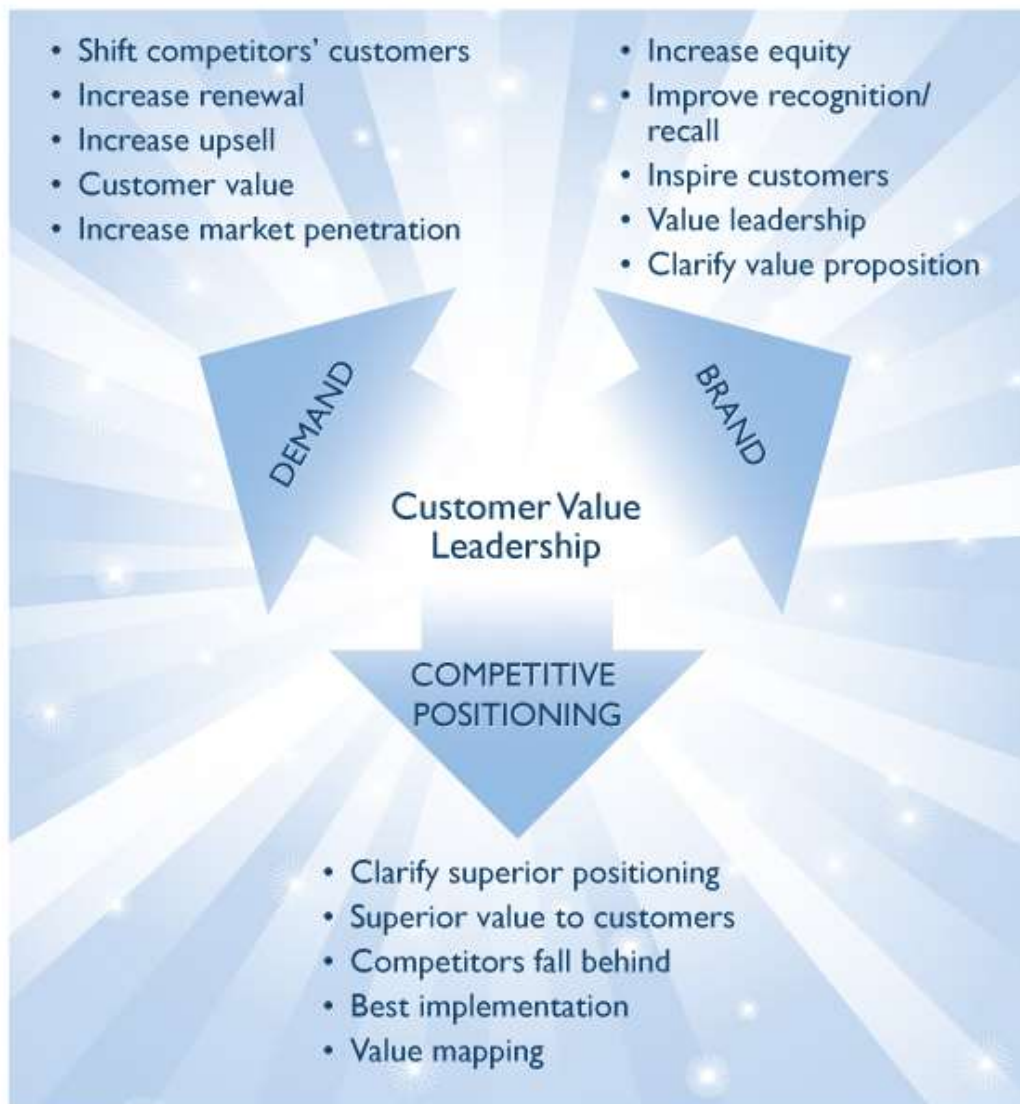 • Shift competitors’ customers
• Increase renewal
• Increase upsell
• Customer value
• Increase market penetration
• Increase equity
• Improve recognition/
recall
• Inspire customers
• Value leadership
• Clarify value proposition
DEMAND
BRAND
Customer Value
Leadership
COMPETITIVE
POSITIONING
• Clarify superior positioning
• Superior value to customers
• Competitors fall behind
• Best implementation
• Value mapping